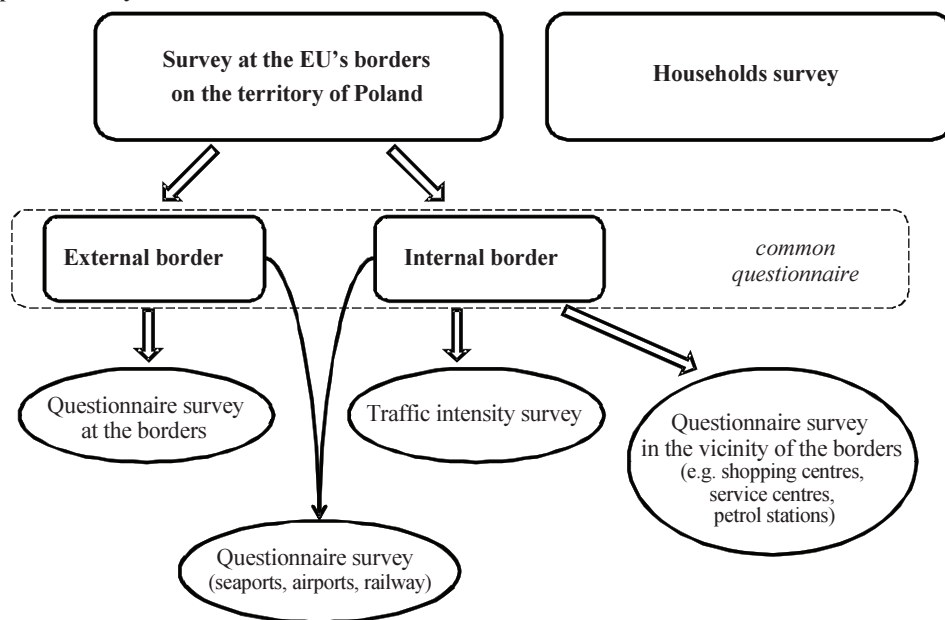 Survey at the EU's borders
on the territory of Poland
Households survey
External border
Internal border
common
questionnaire
Questionnaire survey
at the borders
Traffic intensity survey
Questionnaire survey
in the vicinity of the borders
(e.g. shopping centres,
service centres,
petrol stations)
Questionnaire survey
(seaports, airports, railway)